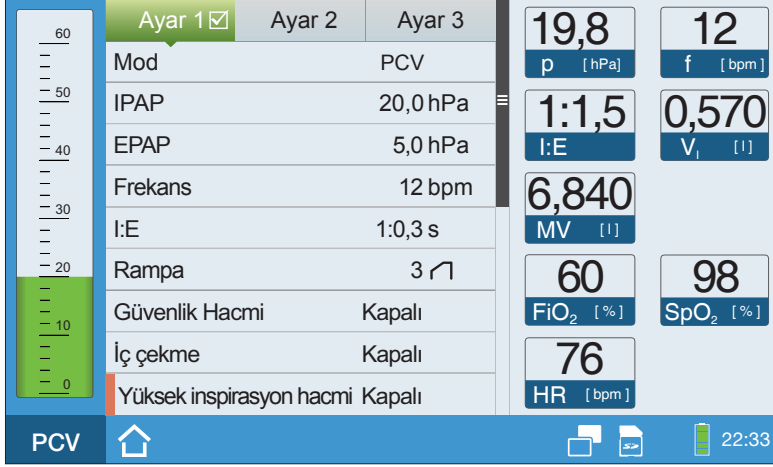 Ayar 1 Ayar 2 Ayar 3
60
50
40
30
20
10
0
Mod PCV
IPAP 20,0 hPa
EPAP 5,0 hPa
Frekans 12 bpm
I:E 1:0,3 s
Rampa 3
Güvenlik Hacmi Kapalı
İç çekme Kapalı
Yüksek inspirasyon hacmi Kapalı
19,8
p [hPa]
12
f [bpm]
1:1,5
I:E
0,570
VI [l]
6,840
MV [l]
60
FiO2 [%]
98
SpO2 [%]
76
HR [bpm]
PCV
22:33